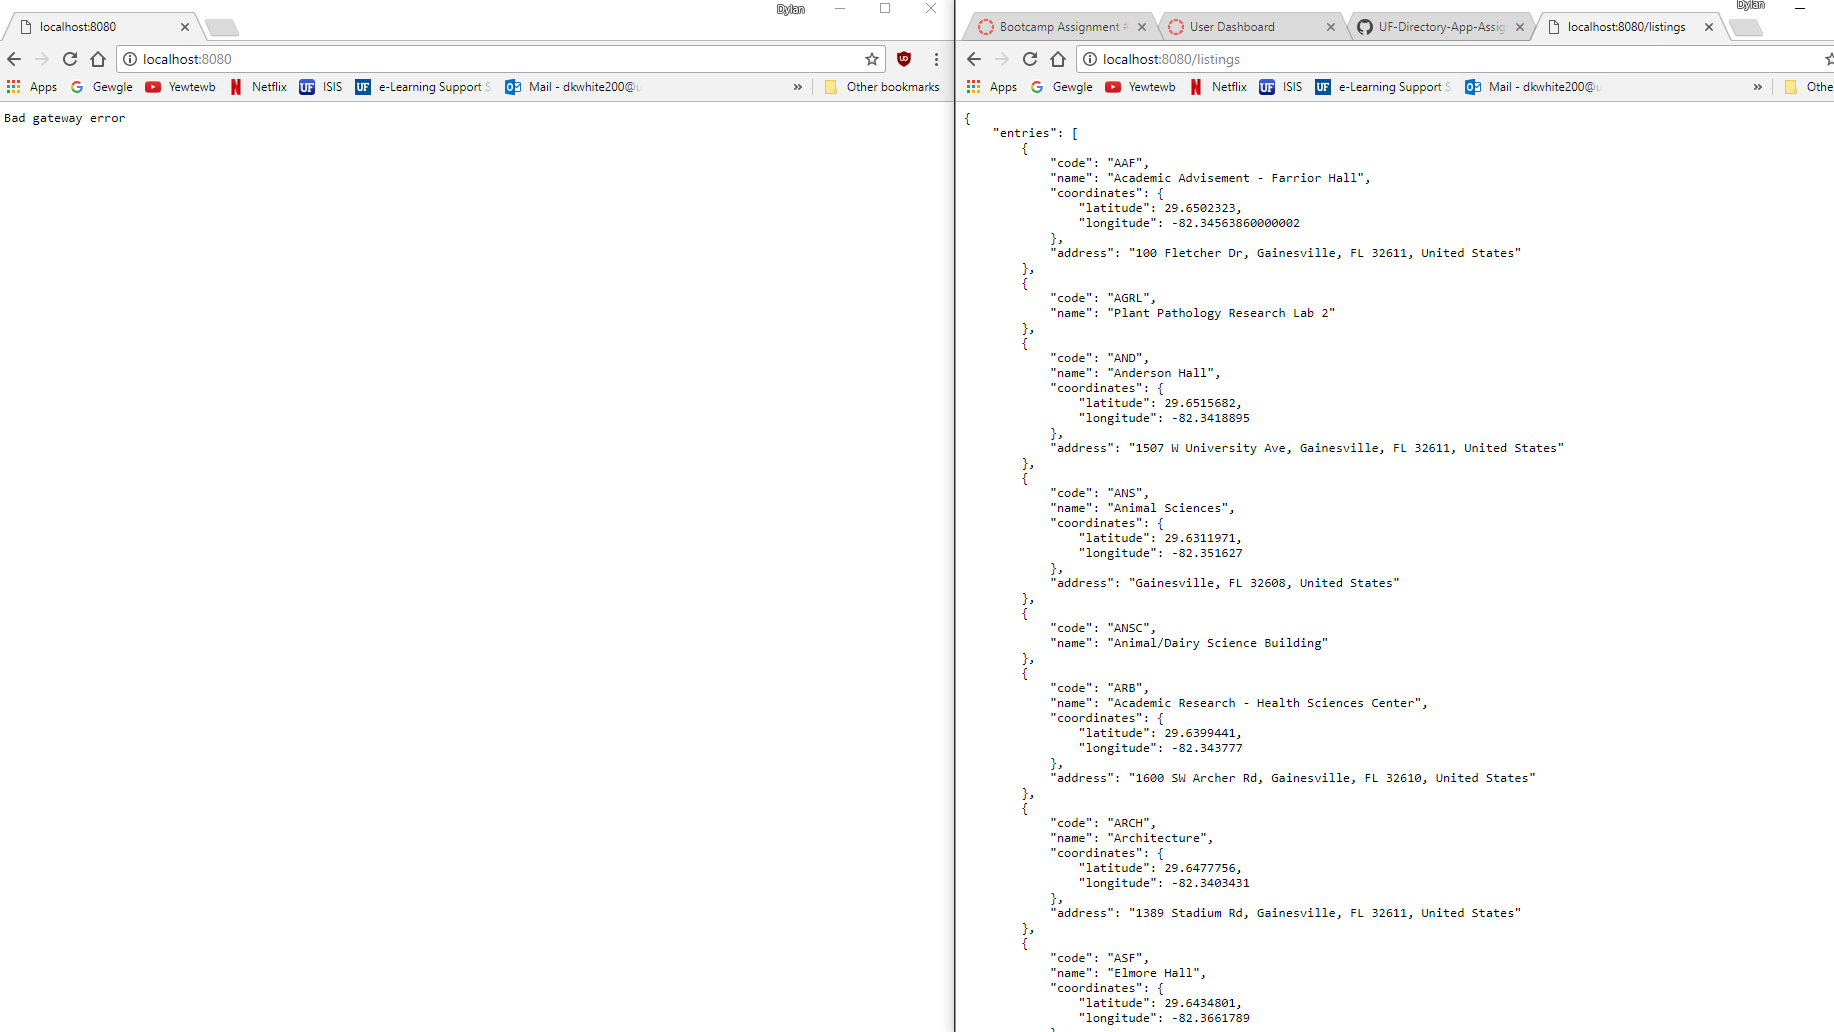 Dylan
localhost:8080
localhost:8080
Apps Gewgle Yewtewb Netflix UF ISIS UF e-Learning Support S Mail - dkwhite200@u » Other bookmarks
Bad gateway error
Dylan
Bootcamp Assignment # User Dashboard UF-Directory-App-Assig localhost:8080/listings
localhost:8080/listings
Apps Gewgle Yewtewb Netflix UF ISIS UF e-Learning Support S Mail - dkwhite200@u » Othe
{
"entries": [
{
"code": "AAF",
"name": "Academic Advisement - Farrior Hall",
"coordinates": {
"latitude": 29.6502323,
"longitude": -82.34563860000002
},
"address": "100 Fletcher Dr, Gainesville, FL 32611, United States"
},
{
"code": "AGRL",
"name": "Plant Pathology Research Lab 2"
},
{
"code": "AND",
"name": "Anderson Hall",
"coordinates": {
"latitude": 29.6515682,
"longitude": -82.3418895
},
"address": "1507 W University Ave, Gainesville, FL 32611, United States"
},
{
"code": "ANS",
"name": "Animal Sciences",
"coordinates": {
"latitude": 29.6311971,
"longitude": -82.351627
},
"address": "Gainesville, FL 32608, United States"
},
{
"code": "ANSC",
"name": "Animal/Dairy Science Building"
},
{
"code": "ARB",
"name": "Academic Research - Health Sciences Center",
"coordinates": {
"latitude": 29.6399441,
"longitude": -82.343777
},
"address": "1600 SW Archer Rd, Gainesville, FL 32610, United States"
},
{
"code": "ARCH",
"name": "Architecture",
"coordinates": {
"latitude": 29.6477756,
"longitude": -82.3403431
},
"address": "1389 Stadium Rd, Gainesville, FL 32611, United States"
},
{
"code": "ASF",
"name": "Elmore Hall",
"coordinates": {
"latitude": 29.6434801,
"longitude": -82.3661789